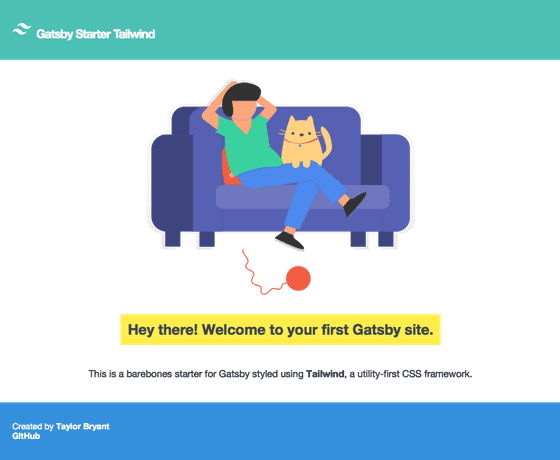 Gatsby Starter Tailwind
Hey there! Welcome to your first Gatsby site.
This is a barebones starter for Gatsby styled using Tailwind, a utility-first CSS framework.
Created by Taylor Bryant
GitHub